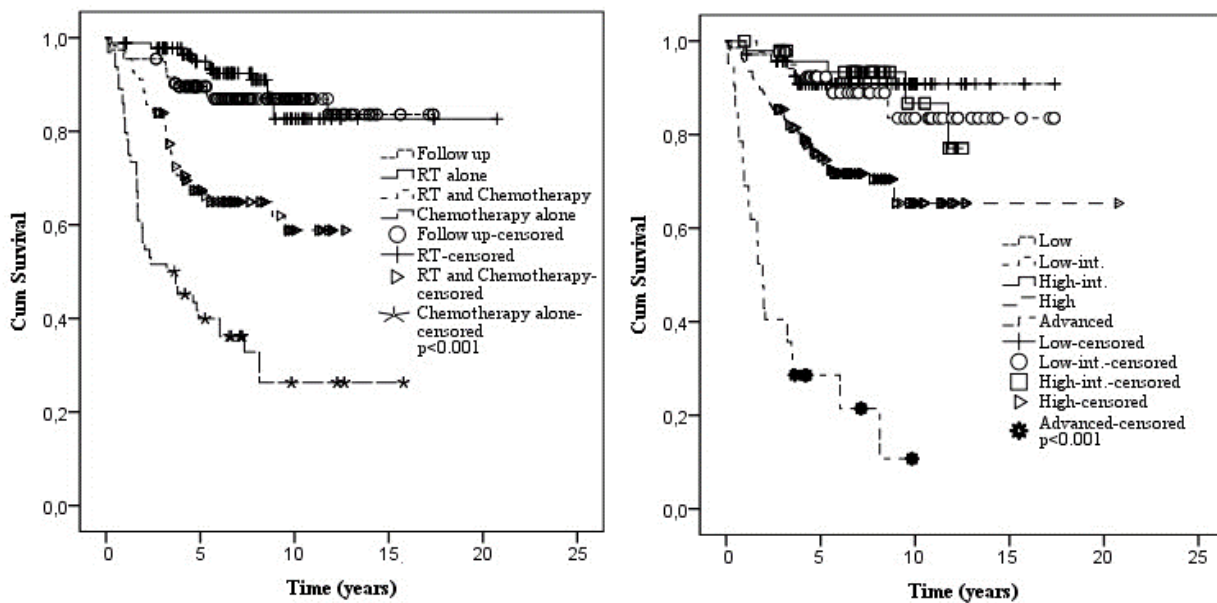 1,0
0,8
0,6
0,4
0,2
0,0
Cum Survival
0 5 10 15 20 25
Time (years)
Follow up
RT alone
RT and Chemotherapy
Chemotherapy alone
Follow up-censored
RT-censored
RT and Chemotherapy-
censored
Chemotherapy alone-
censored
p<0.001
1,0
0,8
0,6
0,4
0,2
0,0
Cum Survival
0 5 10 15 20 25
Time (years)
Low
Low-int.
High-int.
High
Advanced
Low-censored
Low-int.-censored
High-int.-censored
High-censored
Advanced-censored
p<0.001